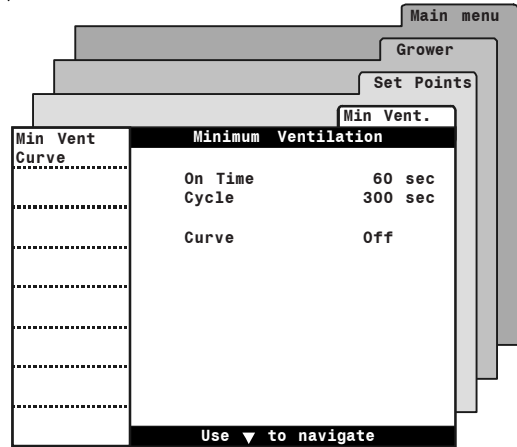 Main menu
Grower
Set Points
Min Vent.
Min Vent
Curve
Minimum Ventilation
On Time 60 sec
Cycle 300 sec
Curve Off
Use ▼ to navigate